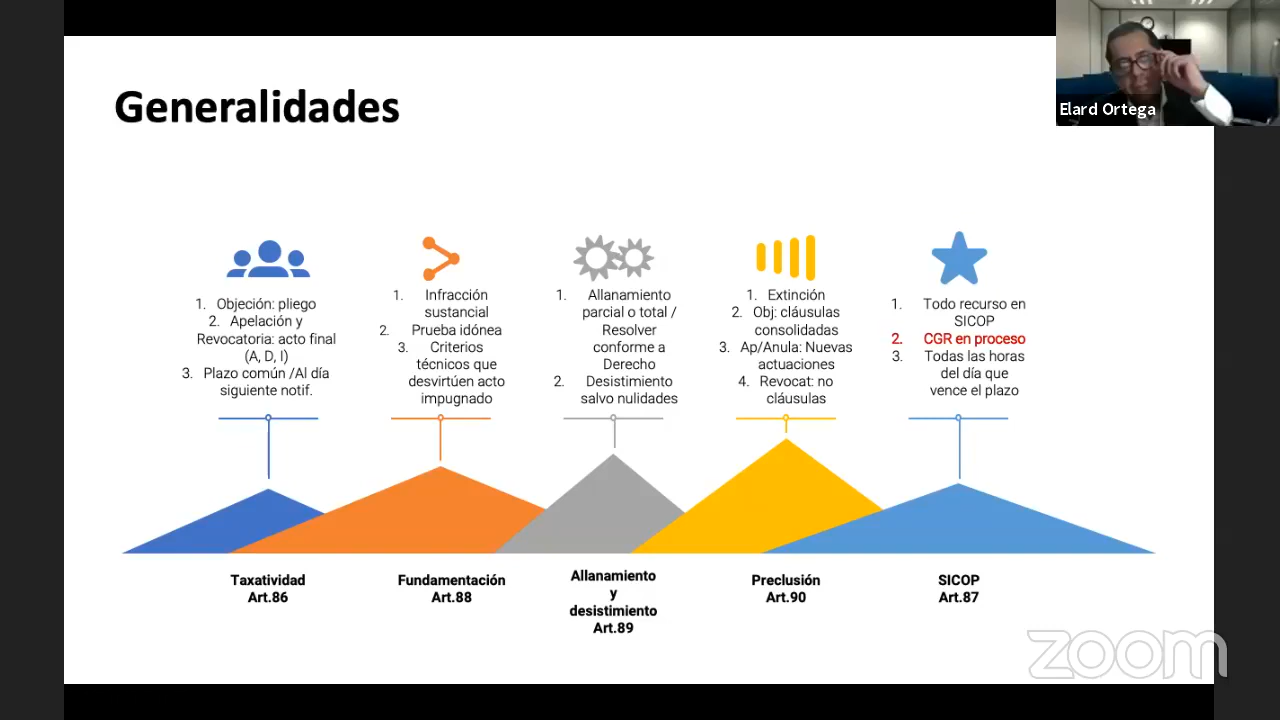 Generalidades
Elard Ortega
1. Objeción: pliego
2. Apelación y
Revocatoria: acto final
(A, D, I)
3. Plazo común /Al día
siguiente notif.
1. Infracción
sustancial
2. Prueba idónea
3. Criterios
técnicos que
desvirtúen acto
impugnado
1. Allanamiento
parcial o total /
Resolver
conforme a
Derecho
2. Desistimiento
salvo nulidades
1. Extinción
2. Obj: cláusulas
consolidadas
3. Ap/Anula: Nuevas
actuaciones
4. Revocat: no
cláusulas
1. Todo recurso en
SICOP
2. CGR en proceso
3. Todas las horas
del día que
vence el plazo
Taxatividad
Art.86
Fundamentación
Art.88
Allanamiento
y
desistimiento
Art.89
Preclusión
Art.90
SICOP
Art.87
zoom